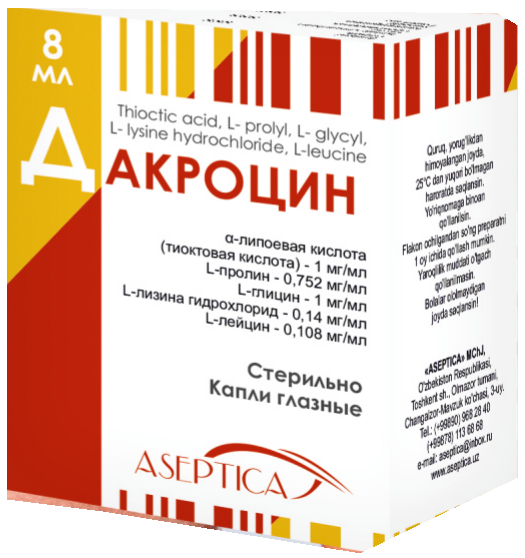 8
МЛ
Thioctic acid, L- prolyl, L- glycyl,
L- lysine hydrochloride, L-leucine
ДАКРОЦИН
α-липоевая кислота
(тиоктовая кислота) - 1 мг/мл
L-пролин - 0,752 мг/мл
L-глицин - 1 мг/мл
L-лизина гидрохлорид - 0,14 мг/мл
L-лейцин - 0,108 мг/мл
Стерильно
Капли глазные
ASEPTICA
Quruq, yorug'likdan
himoyalangan joyda,
25°C dan yuqori bo'lmagan
haroratda saqlansin.
Yo'riqnomaga binoan
qo'llanilsin.
Flakon ochilgandan so'ng preparatni
1 oy ichida qo'llash mumkin.
Yaroqlilik muddati o'tgach
qo'llanilmasin.
Bolalar ololmaydigan
joyda saqlansin!
«ASEPTICA» MChJ,
O'zbekiston Respublikasi,
Toshkent sh., Olmazor tumani,
Changalzor-Mavzuk ko'chasi, 3-uy.
Tel.: (+99890) 968 28 40
(+99878) 113 68 68
e-mail: aseptica@inbox.ru
www.aseptica.uz